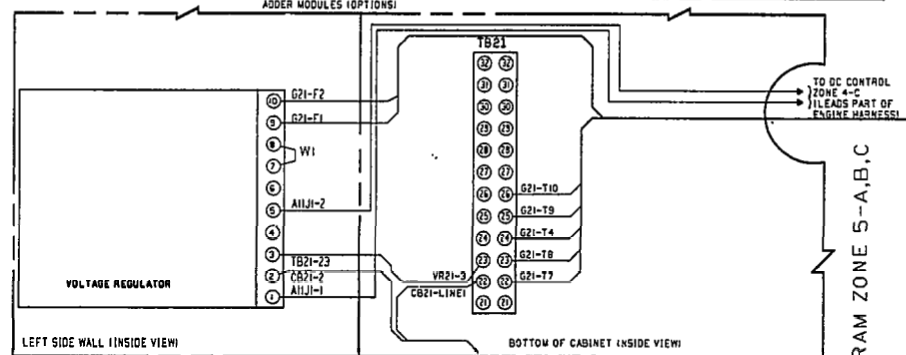 ADDER MODULES (OPTIONS)
TB21
32 32
31 31
30 30
29 29
28 28
27 27
26 26
25 25
24 24
23 23
22 22
21 21
10 G21-F2
9 G21-F1
8
W1
7
6
5 A11J1-2
4
3
TB21-23
2
CB21-2
1 A11J1-1
VOLTAGE REGULATOR
VR21-3
CB21-LINE1
G21-T10
G21-T9
G21-T4
G21-T8
G21-T7
TO DC CONTROL
ZONE 4-C
(LEADS PART OF
ENGINE HARNESS)
RAM ZONE 5-A,B,C
LEFT SIDE WALL (INSIDE VIEW)
BOTTOM OF CABINET (INSIDE VIEW)